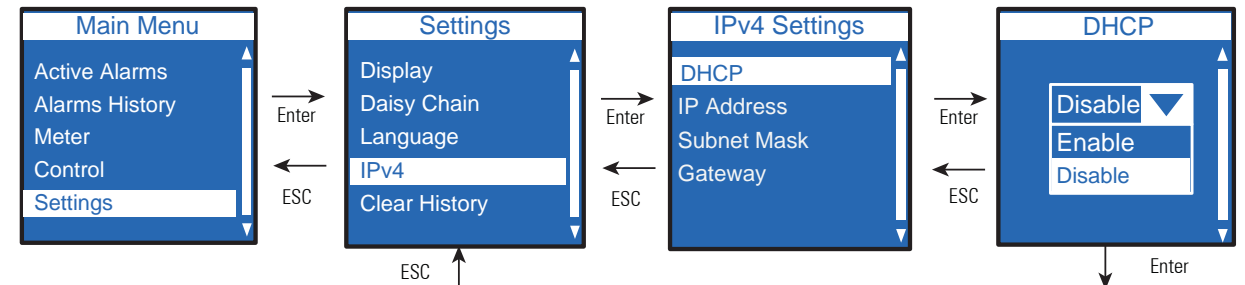 Main Menu
Active Alarms
Alarms History
Meter
Control
Settings
Enter
ESC
Settings
Display
Daisy Chain
Language
IPv4
Clear History
Enter
ESC
IPv4 Settings
DHCP
IP Address
Subnet Mask
Gateway
Enter
ESC
DHCP
Disable
Enable
Disable
ESC
Enter